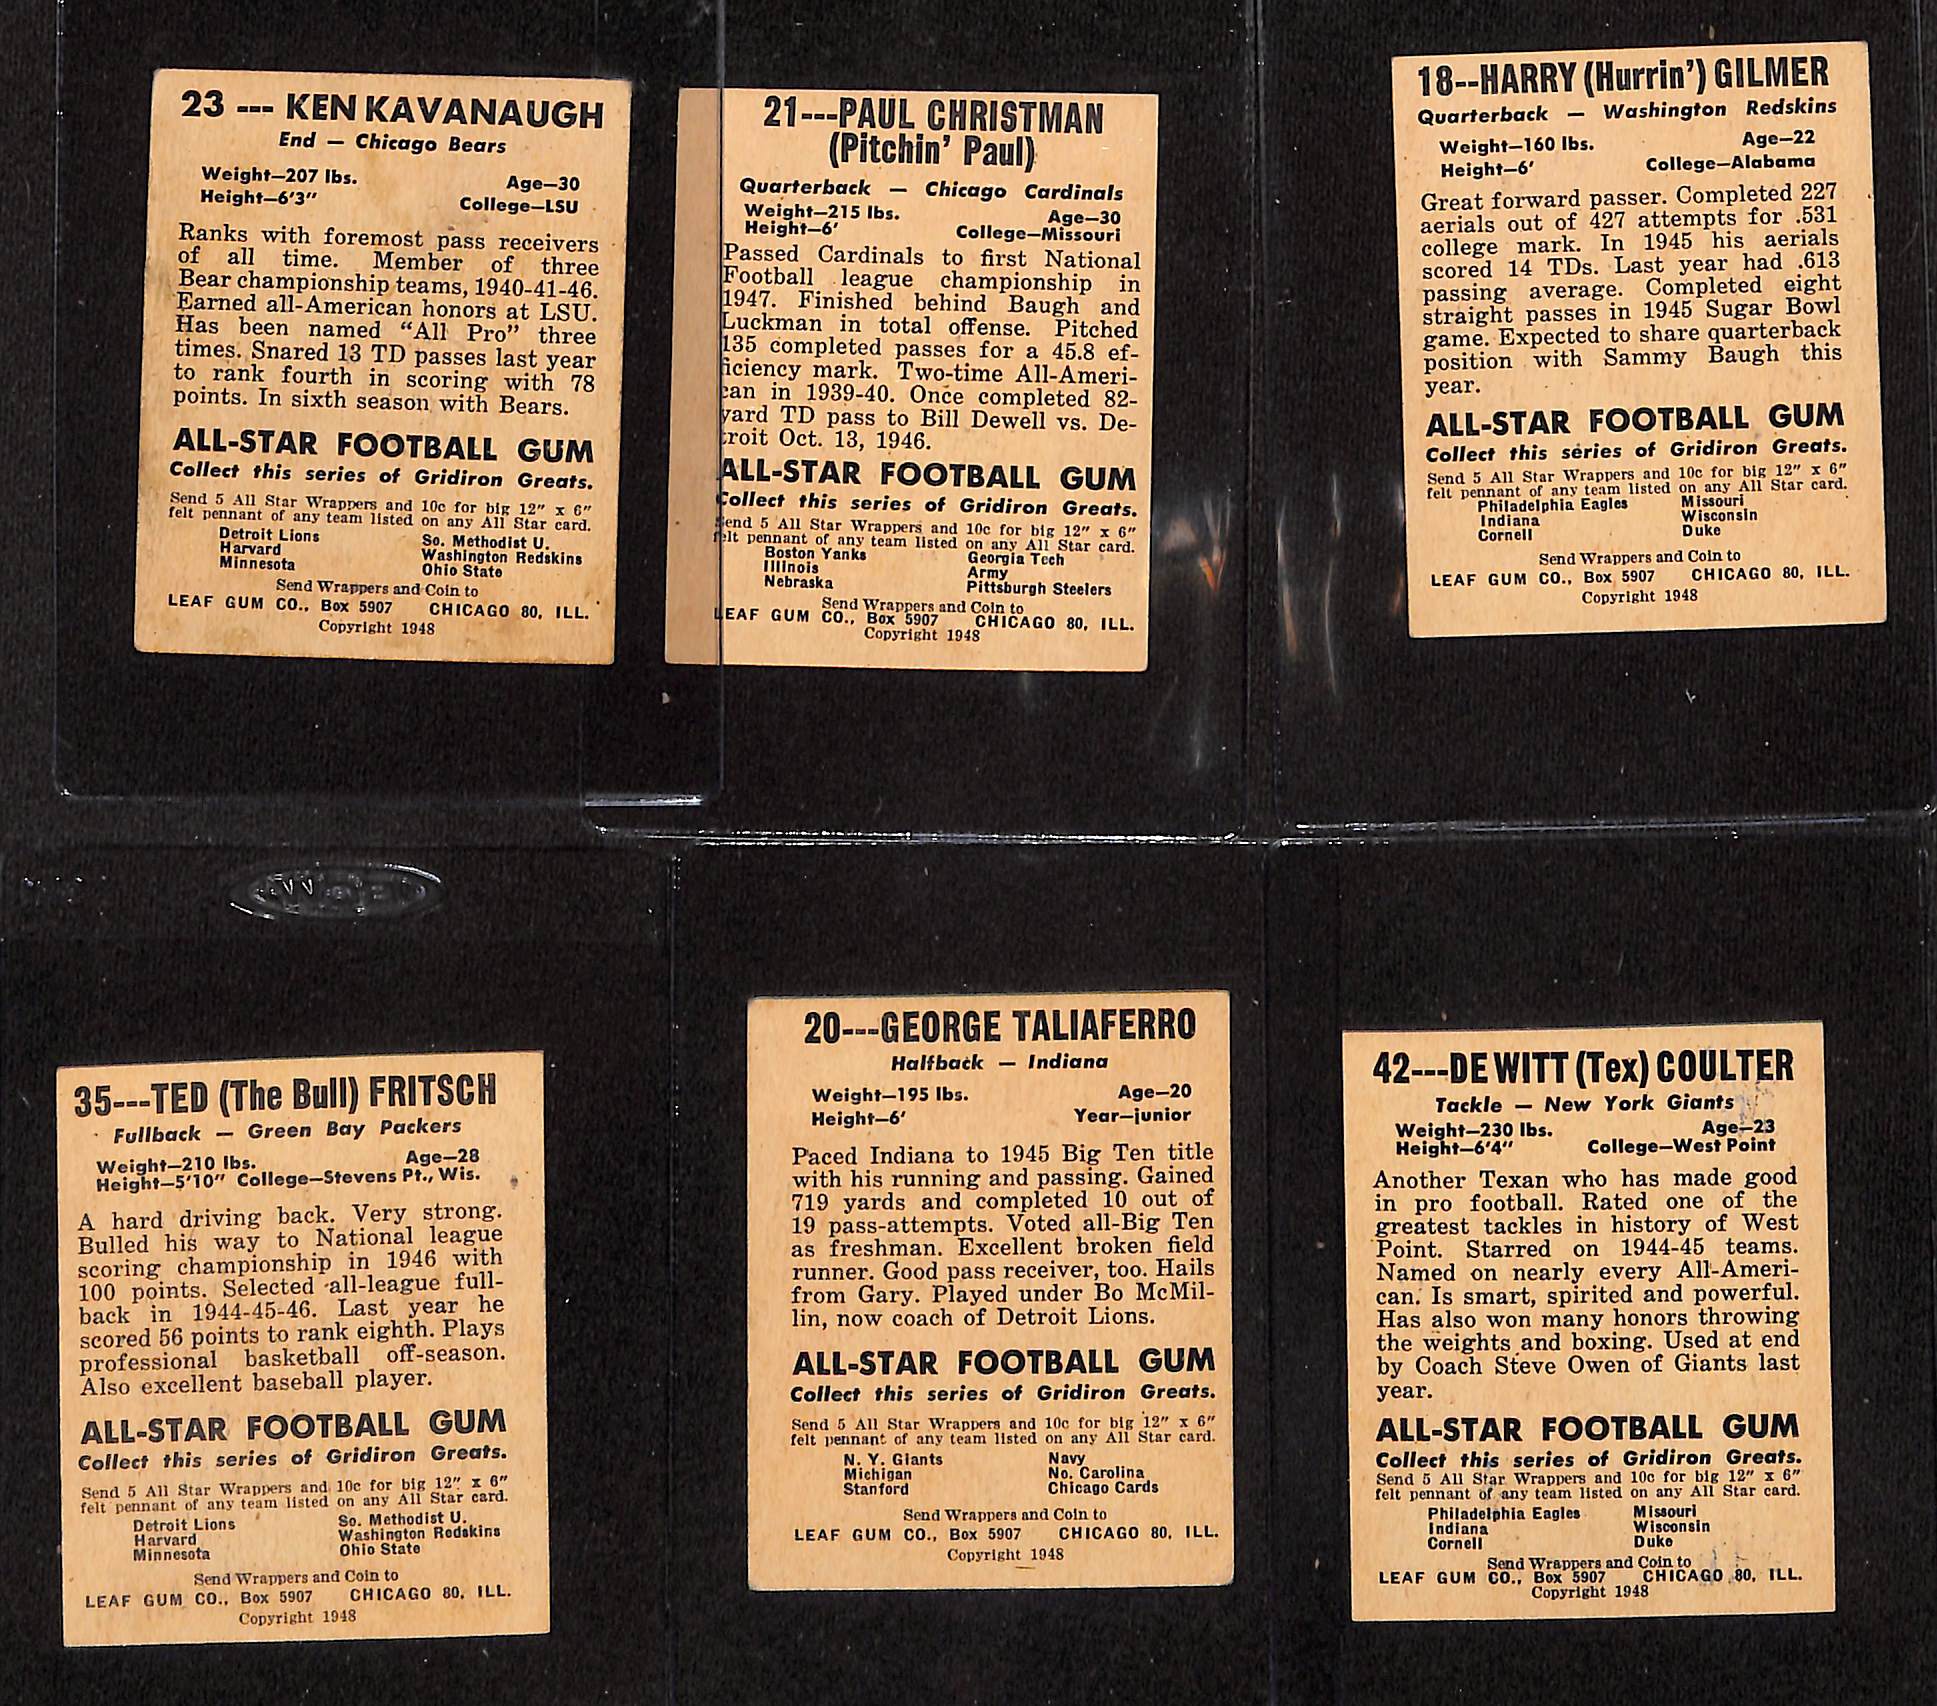 23 --- KEN KAVANAUGH
End — Chicago Bears
Weight—207 lbs. Age—30
Height—6'3" College—LSU
Ranks with foremost pass receivers
of all time. Member of three
Bear championship teams, 1940-41-46.
Earned all-American honors at LSU.
Has been named "All Pro" three
times. Snared 13 TD passes last year
to rank fourth in scoring with 78
points. In sixth season with Bears.
ALL-STAR FOOTBALL GUM
Collect this series of Gridiron Greats.
Send 5 All Star Wrappers and 10c for big 12" x 6"
felt pennant of any team listed on any All Star card.
Detroit Lions So. Methodist U.
Harvard Washington Redskins
Minnesota Ohio State
Send Wrappers and Coin to
LEAF GUM CO., Box 5907 CHICAGO 80, ILL.
Copyright 1948
21---PAUL CHRISTMAN
(Pitchin' Paul)
Quarterback — Chicago Cardinals
Weight—215 lbs. Age—30
Height—6' College—Missouri
Passed Cardinals to first National
Football league championship in
1947. Finished behind Baugh and
Luckman in total offense. Pitched
135 completed passes for a 45.8 ef-
ficiency mark. Two-time All-Ameri-
can in 1939-40. Once completed 82-
yard TD pass to Bill Dewell vs. De-
troit Oct. 13, 1946.
ALL-STAR FOOTBALL GUM
Collect this series of Gridiron Greats.
Send 5 All Star Wrappers and 10c for big 12" x 6"
felt pennant of any team listed on any All Star card.
Boston Yanks Georgia Tech
Illinois Army
Nebraska Pittsburgh Steelers
Send Wrappers and Coin to
LEAF GUM CO., Box 5907 CHICAGO 80, ILL.
Copyright 1948
18--HARRY (Hurrin') GILMER
Quarterback — Washington Redskins
Weight—160 lbs. Age—22
Height—6' College—Alabama
Great forward passer. Completed 227
aerials out of 427 attempts for .531
college mark. In 1945 his aerials
scored 14 TDs. Last year had .613
passing average. Completed eight
straight passes in 1945 Sugar Bowl
game. Expected to share quarterback
position with Sammy Baugh this
year.
ALL-STAR FOOTBALL GUM
Collect this series of Gridiron Greats.
Send 5 All Star Wrappers and 10c for big 12" x 6"
felt pennant of any team listed on any All Star card.
Philadelphia Eagles Missouri
Indiana Wisconsin
Cornell Duke
Send Wrappers and Coin to
LEAF GUM CO., Box 5907 CHICAGO 80, ILL.
Copyright 1948
35---TED (The Bull) FRITSCH
Fullback — Green Bay Packers
Weight—210 lbs. Age—28
Height—5'10" College—Stevens Pt., Wis.
A hard driving back. Very strong.
Bulled his way to National league
scoring championship in 1946 with
100 points. Selected all-league full-
back in 1944-45-46. Last year he
scored 56 points to rank eighth. Plays
professional basketball off-season.
Also excellent baseball player.
ALL-STAR FOOTBALL GUM
Collect this series of Gridiron Greats.
Send 5 All Star Wrappers and 10c for big 12" x 6"
felt pennant of any team listed on any All Star card.
Detroit Lions So. Methodist U.
Harvard Washington Redskins
Minnesota Ohio State
Send Wrappers and Coin to
LEAF GUM CO., Box 5907 CHICAGO 80, ILL.
Copyright 1948
20---GEORGE TALIAFERRO
Halfback — Indiana
Weight—195 lbs. Age—20
Height—6' Year—junior
Paced Indiana to 1945 Big Ten title
with his running and passing. Gained
719 yards and completed 10 out of
19 pass-attempts. Voted all-Big Ten
as freshman. Excellent broken field
runner. Good pass receiver, too. Hails
from Gary. Played under Bo McMil-
lin, now coach of Detroit Lions.
ALL-STAR FOOTBALL GUM
Collect this series of Gridiron Greats.
Send 5 All Star Wrappers and 10c for big 12" x 6"
felt pennant of any team listed on any All Star card.
N. Y. Giants Navy
Michigan No. Carolina
Stanford Chicago Cards
Send Wrappers and Coin to
LEAF GUM CO., Box 5907 CHICAGO 80, ILL.
Copyright 1948
42---DE WITT (Tex) COULTER
Tackle — New York Giants
Weight—230 lbs. Age—23
Height—6'4" College—West Point
Another Texan who has made good
in pro football. Rated one of the
greatest tackles in history of West
Point. Starred on 1944-45 teams.
Named on nearly every All-Ameri-
can. Is smart, spirited and powerful.
Has also won many honors throwing
the weights and boxing. Used at end
by Coach Steve Owen of Giants last
year.
ALL-STAR FOOTBALL GUM
Collect this series of Gridiron Greats.
Send 5 All Star Wrappers and 10c for big 12" x 6"
felt pennant of any team listed on any All Star card.
Philadelphia Eagles Missouri
Indiana Wisconsin
Cornell Duke
Send Wrappers and Coin to
LEAF GUM CO., Box 5907 CHICAGO 80, ILL.
Copyright 1948